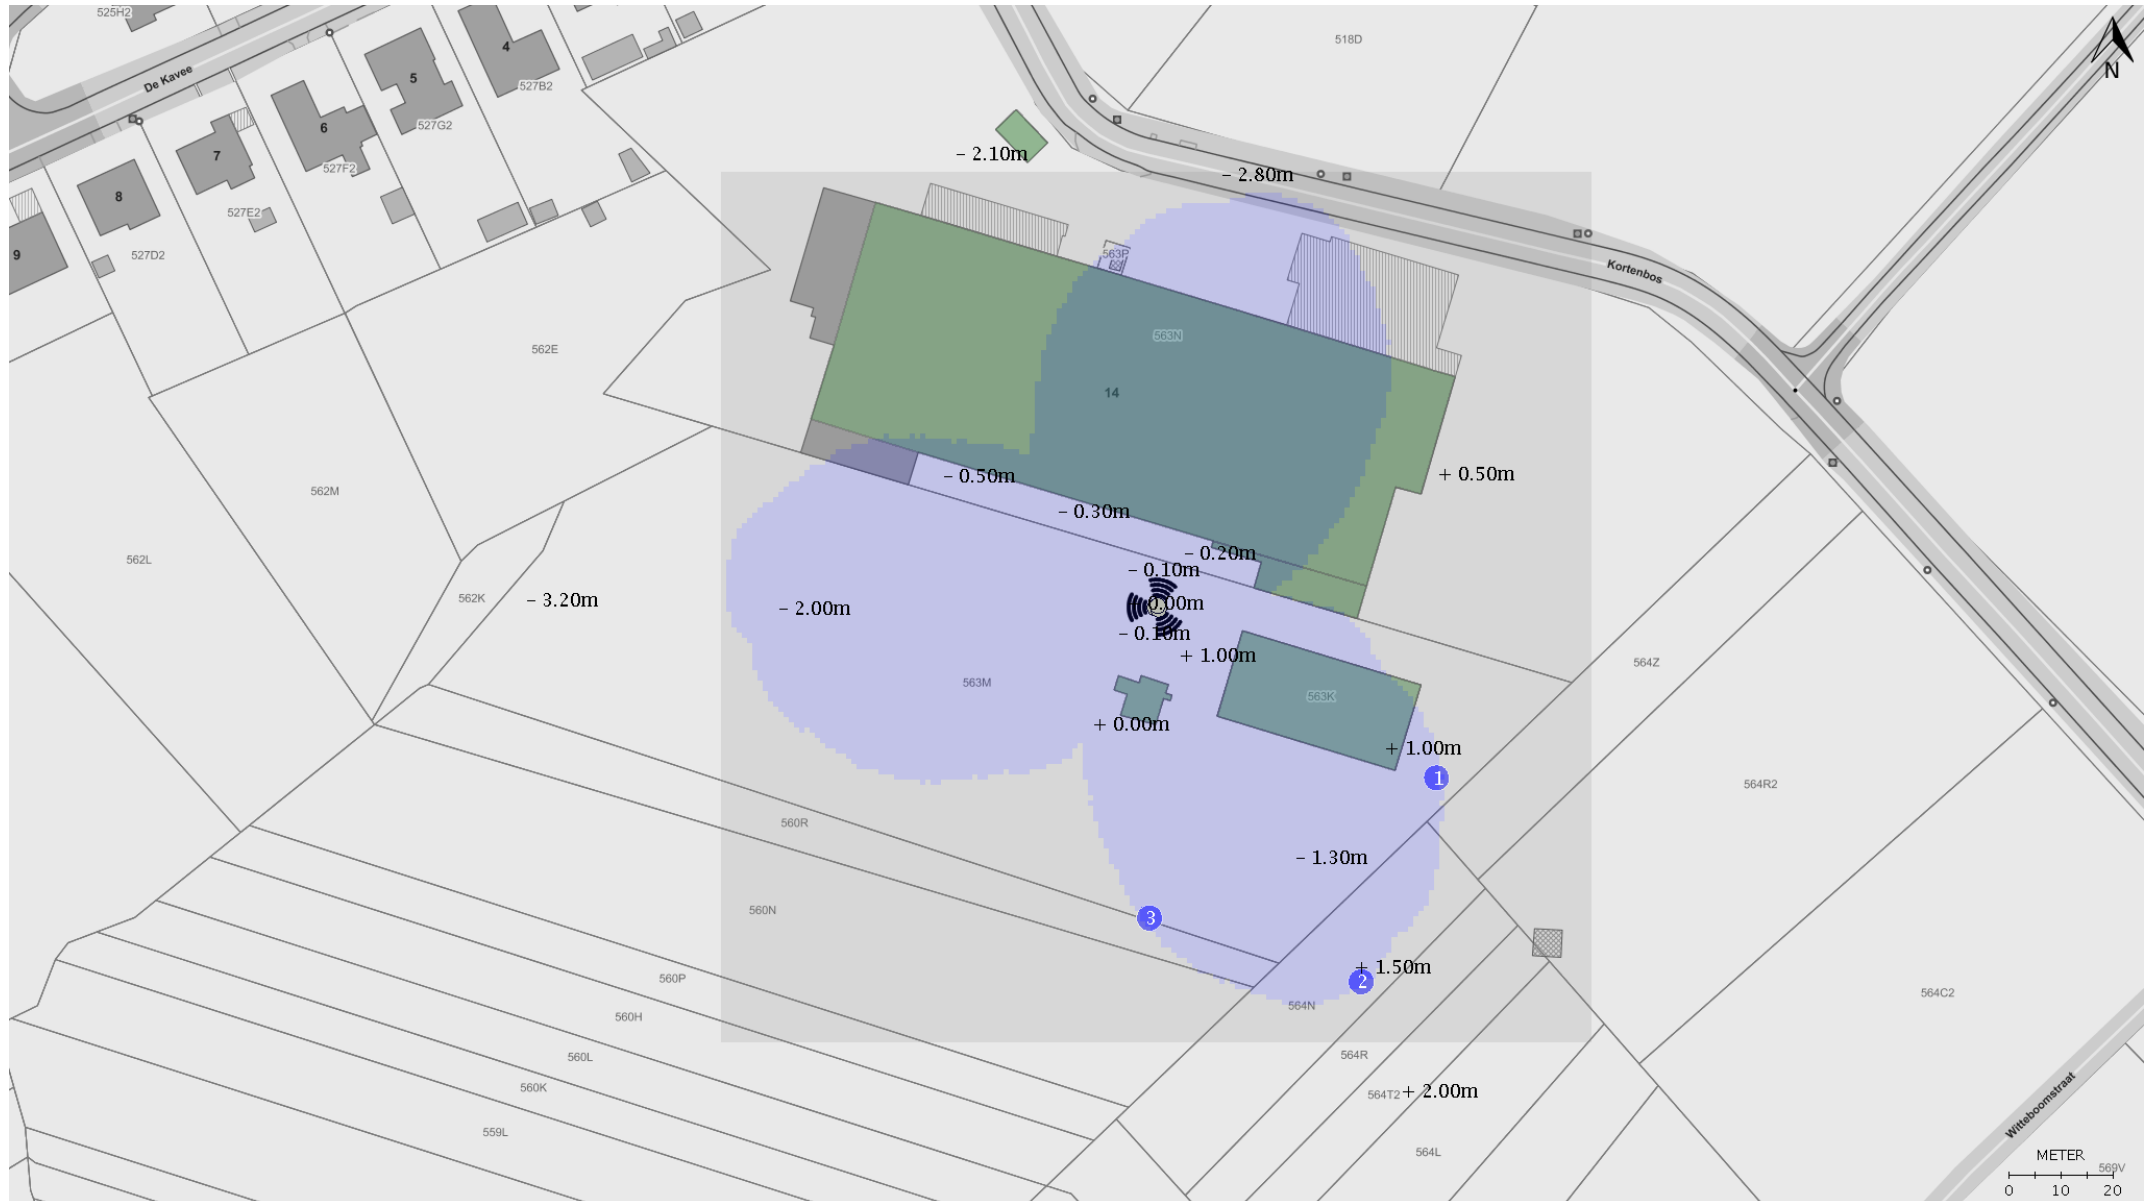 525H2
De Kavee
4
5
527B2
6
527G2
7
527F2
8
527E2
9
527D2
518D
N
– 2.10m
– 2.80m
Kortenbos
563P
563N
14
562E
562M
562L
562K
– 3.20m
– 0.50m
+ 0.50m
– 0.30m
– 0.20m
– 0.10m
– 2.00m
0.00m
– 0.10m
+ 1.00m
563M
563K
+ 0.00m
+ 1.00m
1
564Z
564R2
560R
– 1.30m
560N
3
+ 1.50m
2
564N
564C2
560P
560H
560L
560K
559L
564R
564T2
+ 2.00m
564L
Witteboomstraat
METER
569V
0 10 20